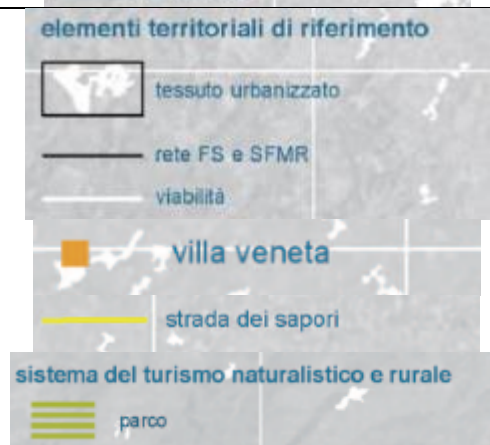 elementi territoriali di riferimento
tessuto urbanizzato
rete FS e SFMR
viabilità
villa veneta
strada dei sapori
sistema del turismo naturalistico e rurale
parco